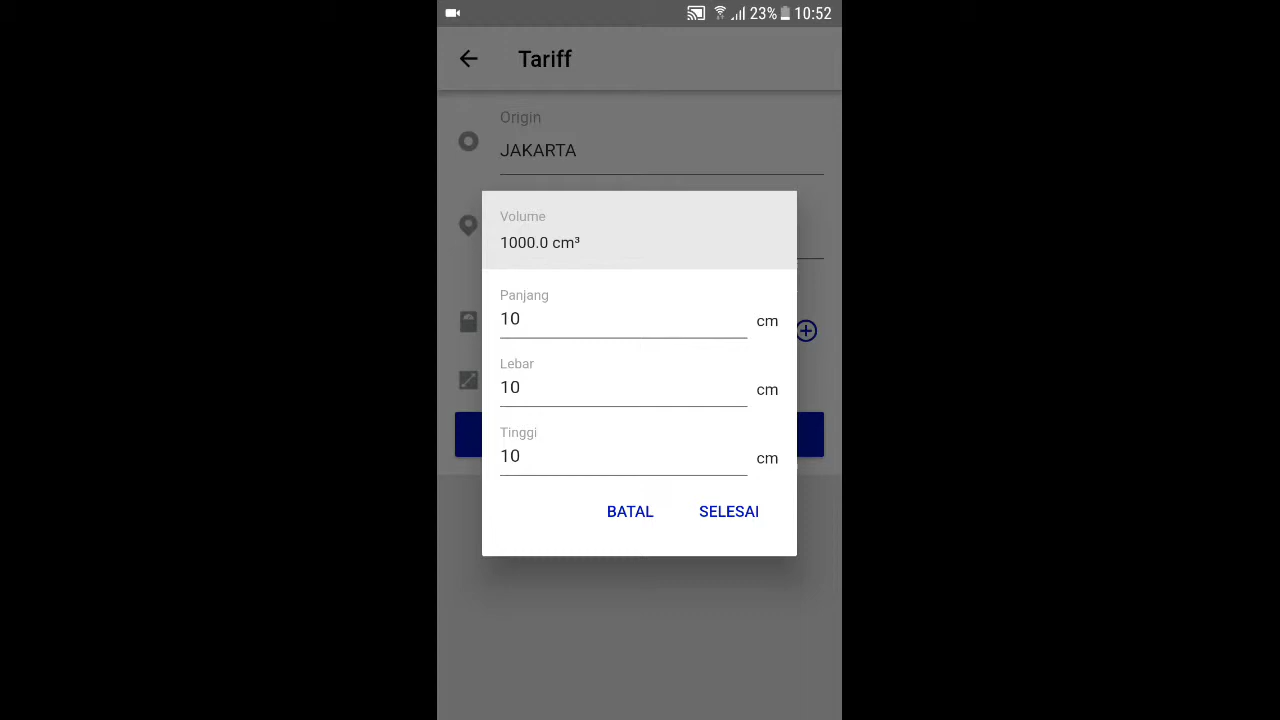 23% 10:52
Tariff
Origin
JAKARTA
Volume
1000.0 cm³
Panjang
10 cm
Lebar
10 cm
Tinggi
10 cm
BATAL SELESAI